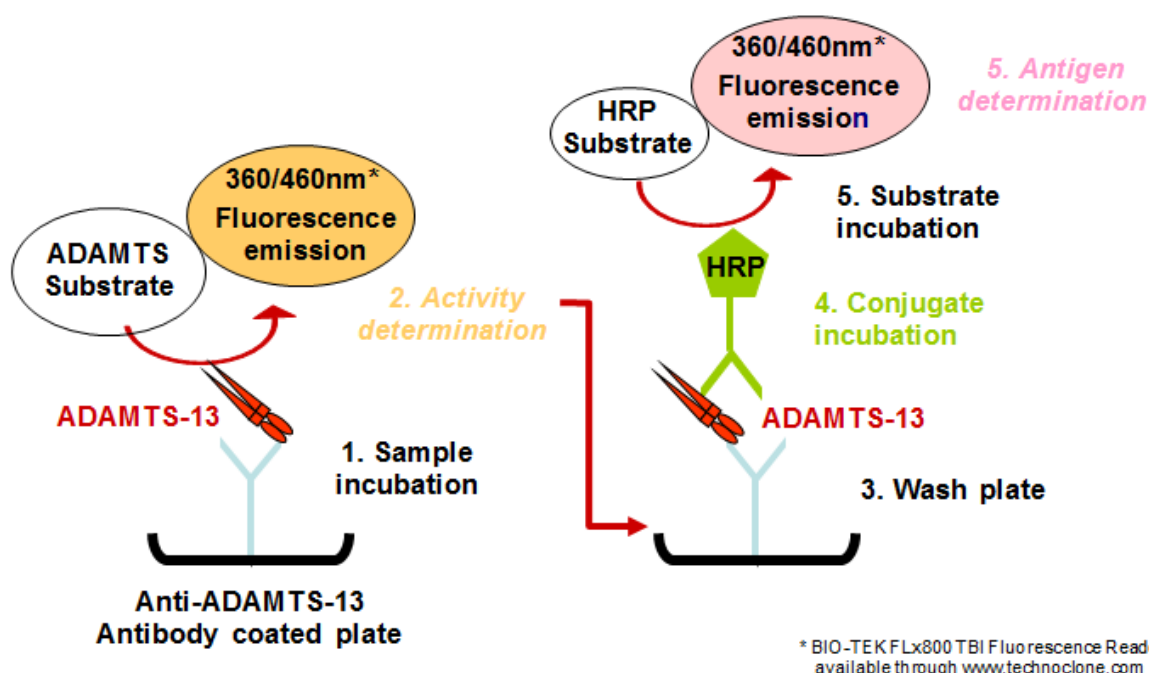 360/460nm*
Fluorescence
emission
ADAMTS
Substrate
2. Activity
determination
ADAMTS-13
1. Sample
incubation
Anti-ADAMTS-13
Antibody coated plate
360/460nm*
Fluorescence
emission
HRP
Substrate
5. Antigen
determination
5. Substrate
incubation
HRP
4. Conjugate
incubation
ADAMTS-13
3. Wash plate
* BIO-TEK FLx800 TBI Fluorescence Read
available through www.technoclone.com